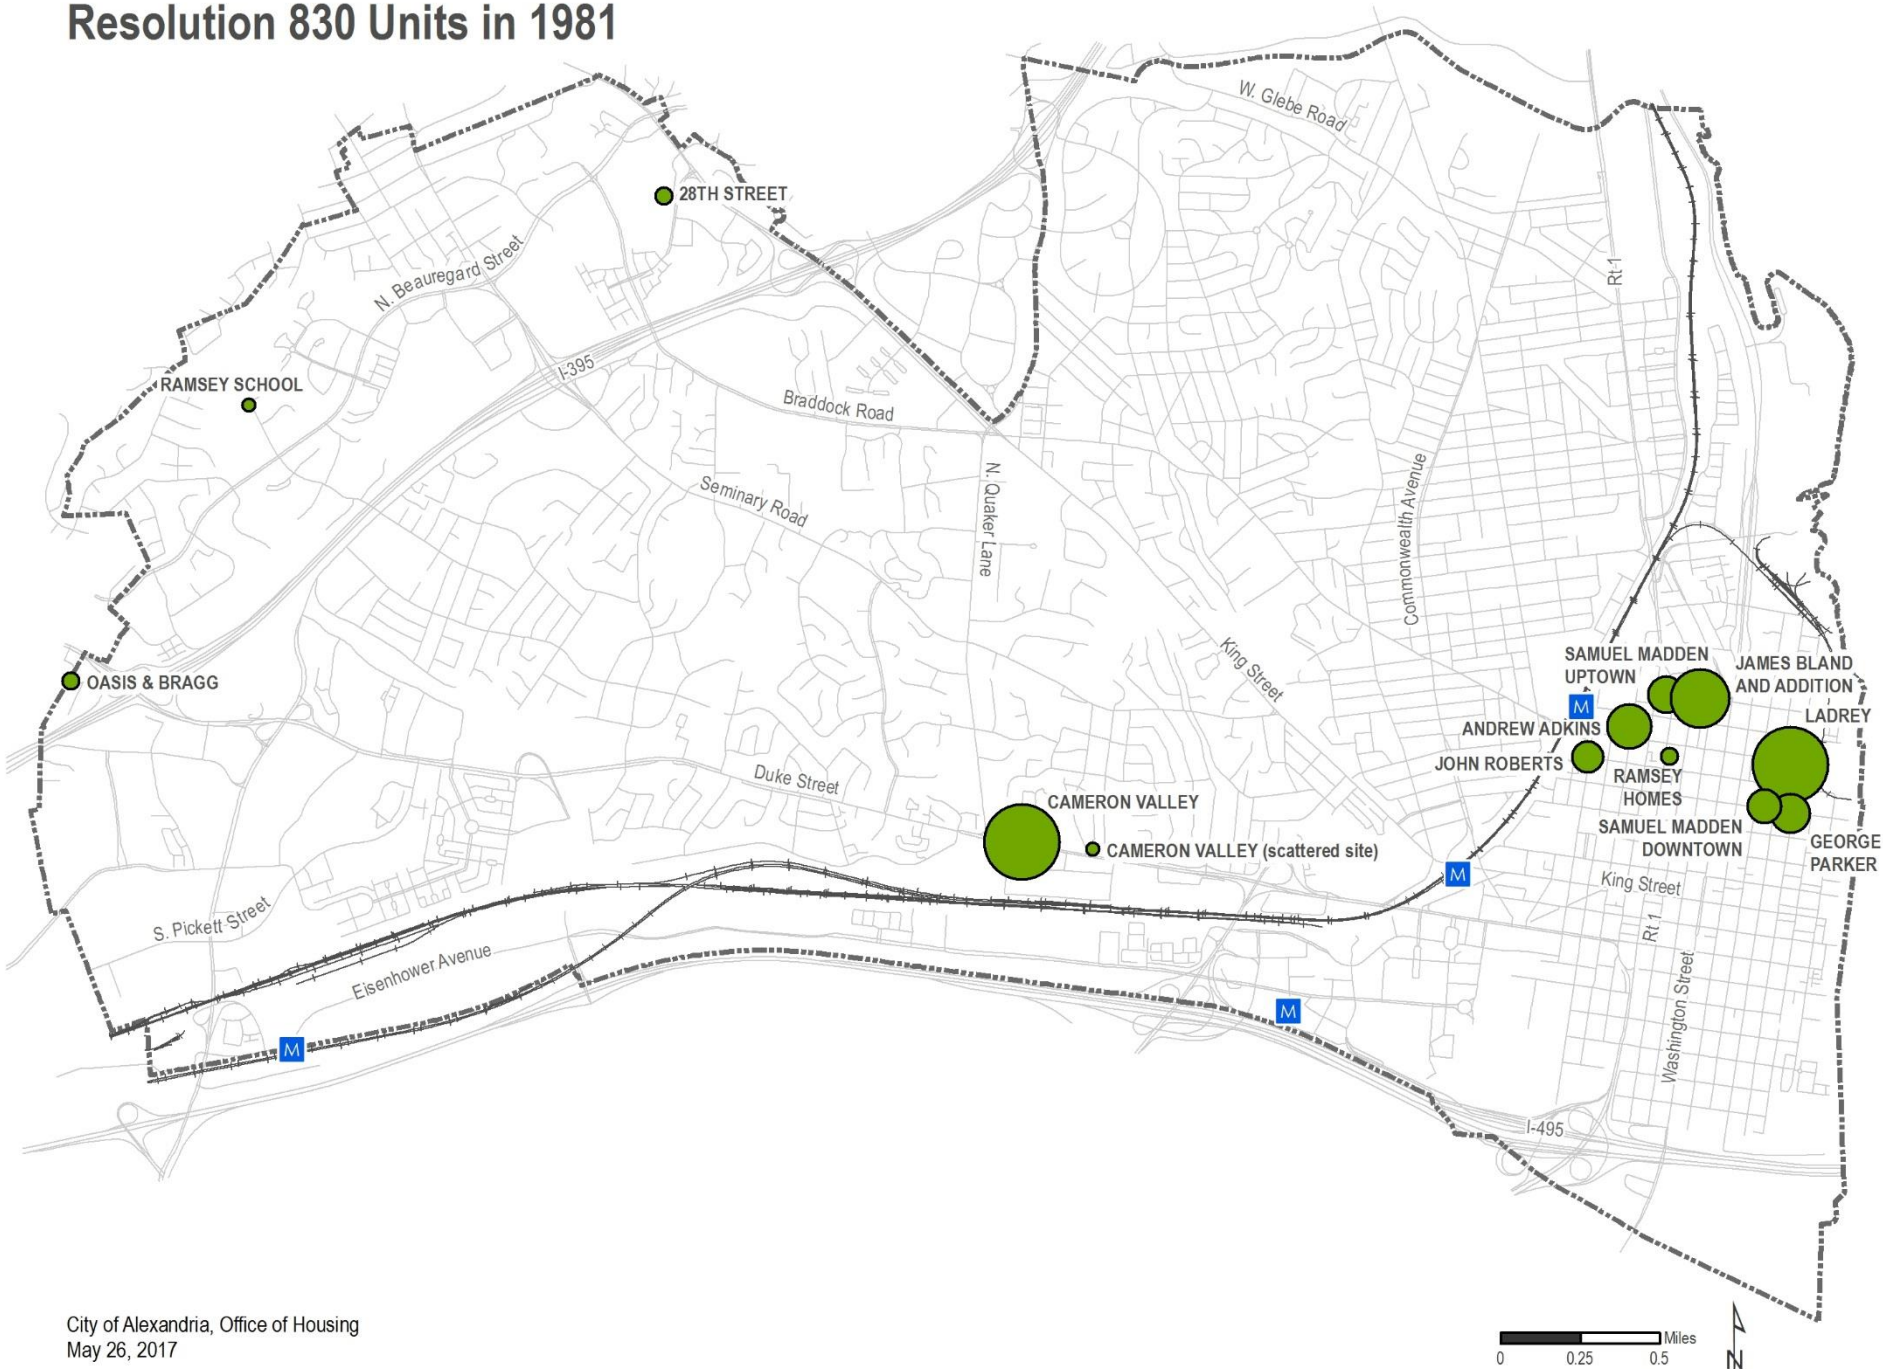 Resolution 830 Units in 1981
W. Glebe Road
28TH STREET
N. Beauregard Street
Rt 1
I-395
RAMSEY SCHOOL
Braddock Road
N. Quaker Lane
Commonwealth Avenue
Seminary Road
King Street
OASIS & BRAGG
SAMUEL MADDEN
UPTOWN
JAMES BLAND
AND ADDITION
M
LADREY
ANDREW ADKINS
JOHN ROBERTS
RAMSEY
HOMES
Duke Street
CAMERON VALLEY
SAMUEL MADDEN
DOWNTOWN
GEORGE
PARKER
CAMERON VALLEY (scattered site)
M
King Street
S. Pickett Street
Rt 1
Eisenhower Avenue
Washington Street
M
M
I-495
City of Alexandria, Office of Housing
May 26, 2017
Miles
0 0.25 0.5
N